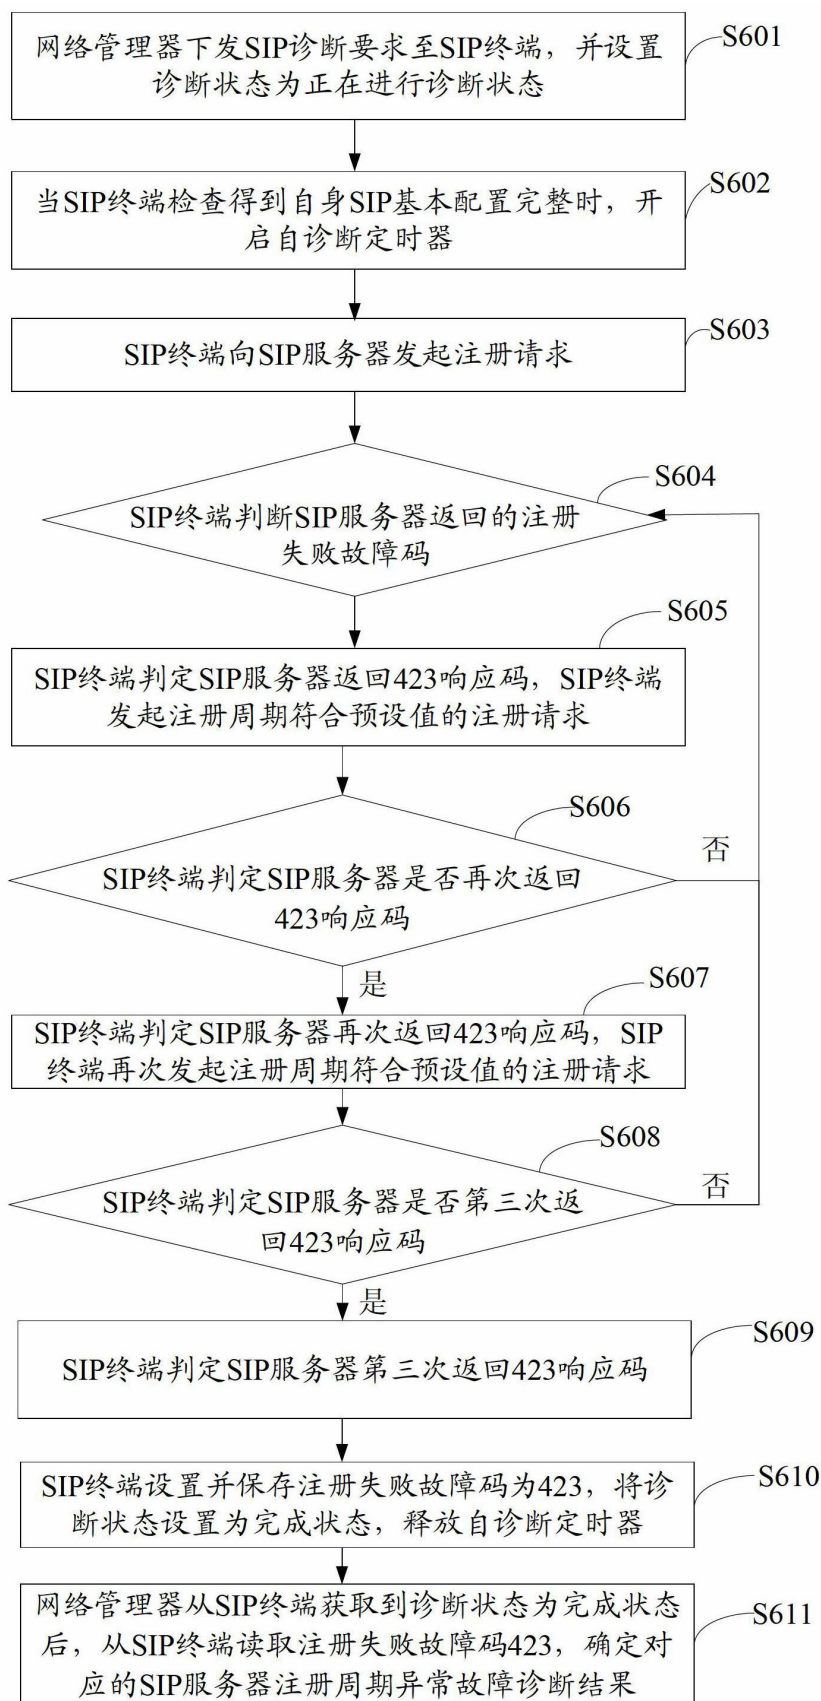 网络管理器下发SIP诊断要求至SIP终端，并设置
诊断状态为正在进行诊断状态
S601
当SIP终端检查得到自身SIP基本配置完整时，开
启自诊断定时器
S602
SIP终端向SIP服务器发起注册请求
S603
SIP终端判断SIP服务器返回的注册
失败故障码
S604
SIP终端判定SIP服务器返回423响应码，SIP终端
发起注册周期符合预设值的注册请求
S605
SIP终端判定SIP服务器是否再次返回
423响应码
S606
否
是
SIP终端判定SIP服务器再次返回423响应码，SIP
终端再次发起注册周期符合预设值的注册请求
S607
SIP终端判定SIP服务器是否第三次返
回423响应码
S608
否
是
SIP终端判定SIP服务器第三次返回423响应码
S609
SIP终端设置并保存注册失败故障码为423，将诊
断状态设置为完成状态，释放自诊断定时器
S610
网络管理器从SIP终端获取到诊断状态为完成状态
后，从SIP终端读取注册失败故障码423，确定对
应的SIP服务器注册周期异常故障诊断结果
S611